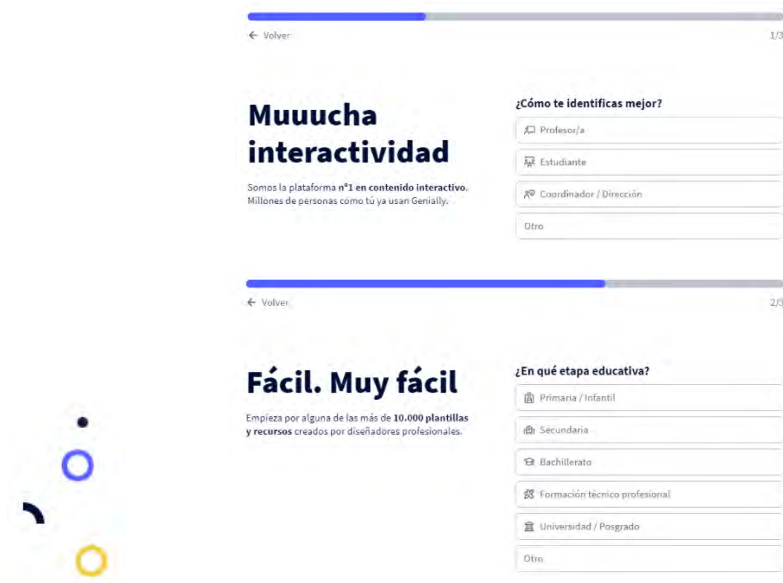 ← Volver
1/3
Muuucha
interactividad
Somos la plataforma nº1 en contenido interactivo.
Millones de personas como tú ya usan Genially.
¿Cómo te identificas mejor?
Profesor/a
Estudiante
Coordinador / Dirección
Otro
← Volver
2/3
Fácil. Muy fácil
Empieza por alguna de las más de 10.000 plantillas
y recursos creados por diseñadores profesionales.
¿En qué etapa educativa?
Primaria / Infantil
Secundaria
Bachillerato
Formación técnico profesional
Universidad / Posgrado
Otro